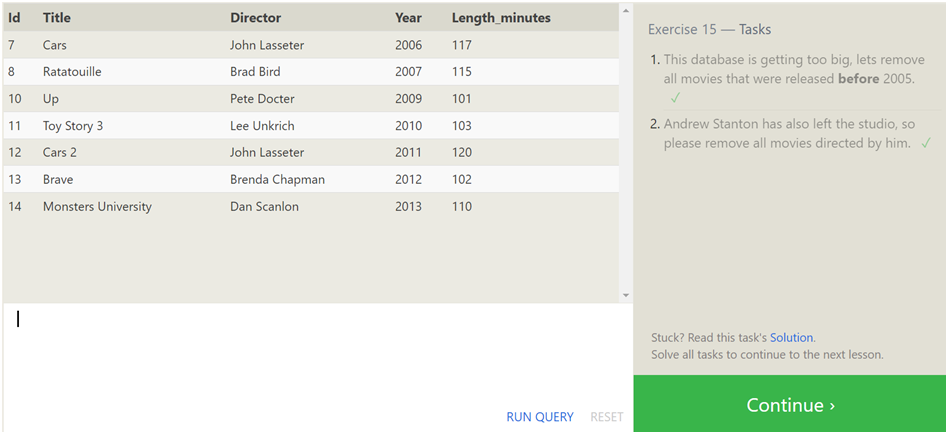 Id Title Director Year Length_minutes
7 Cars John Lasseter 2006 117
8 Ratatouille Brad Bird 2007 115
10 Up Pete Docter 2009 101
11 Toy Story 3 Lee Unkrich 2010 103
12 Cars 2 John Lasseter 2011 120
13 Brave Brenda Chapman 2012 102
14 Monsters University Dan Scanlon 2013 110
RUN QUERY RESET
Exercise 15 — Tasks
1. This database is getting too big, lets remove
all movies that were released before 2005.
✓
2. Andrew Stanton has also left the studio, so
please remove all movies directed by him. ✓
Stuck? Read this task's Solution.
Solve all tasks to continue to the next lesson.
Continue ›